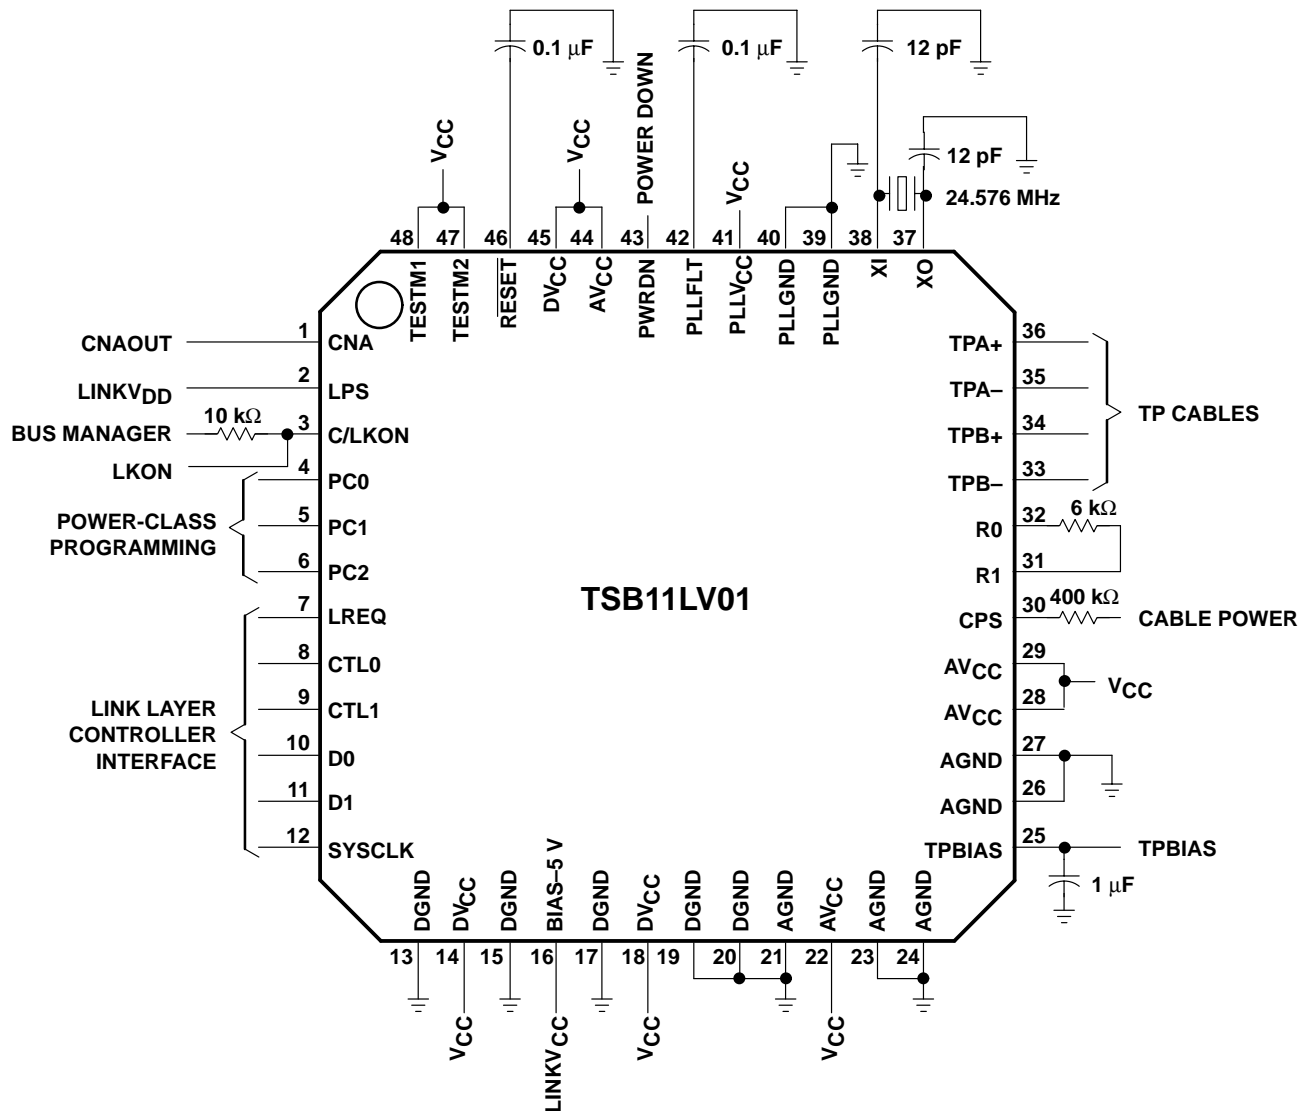 0.1 µF
0.1 µF
12 pF
POWER DOWN
VCC
VCC
VCC
12 pF
24.576 MHz
48
47
46
45
44
43
42
41
40
39
38
37
TESTM1
TESTM2
RESET
DVCC
AVCC
PWRDN
PLLFLT
PLLVCC
PLLGND
PLLGND
XI
XO
CNAOUT
1
CNA
LINKVDD
2
LPS
BUS MANAGER
10 kΩ
3
C/LKON
LKON
4
PC0
POWER-CLASS
PROGRAMMING
5
PC1
6
PC2
7
LREQ
8
CTL0
LINK LAYER
CONTROLLER
INTERFACE
9
CTL1
10
D0
11
D1
12
SYSCLK
TSB11LV01
TPA+
36
TPA–
35
TP CABLES
TPB+
34
TPB–
33
R0
32
6 kΩ
R1
31
CPS
30
400 kΩ
CABLE POWER
AVCC
29
VCC
AVCC
28
AGND
27
AGND
26
TPBIAS
25
TPBIAS
1 µF
DGND
DVCC
DGND
BIAS–5 V
DGND
DVCC
DGND
DGND
AGND
AVCC
AGND
AGND
13
14
15
16
17
18
19
20
21
22
23
24
VCC
LINKVCC
VCC
VCC